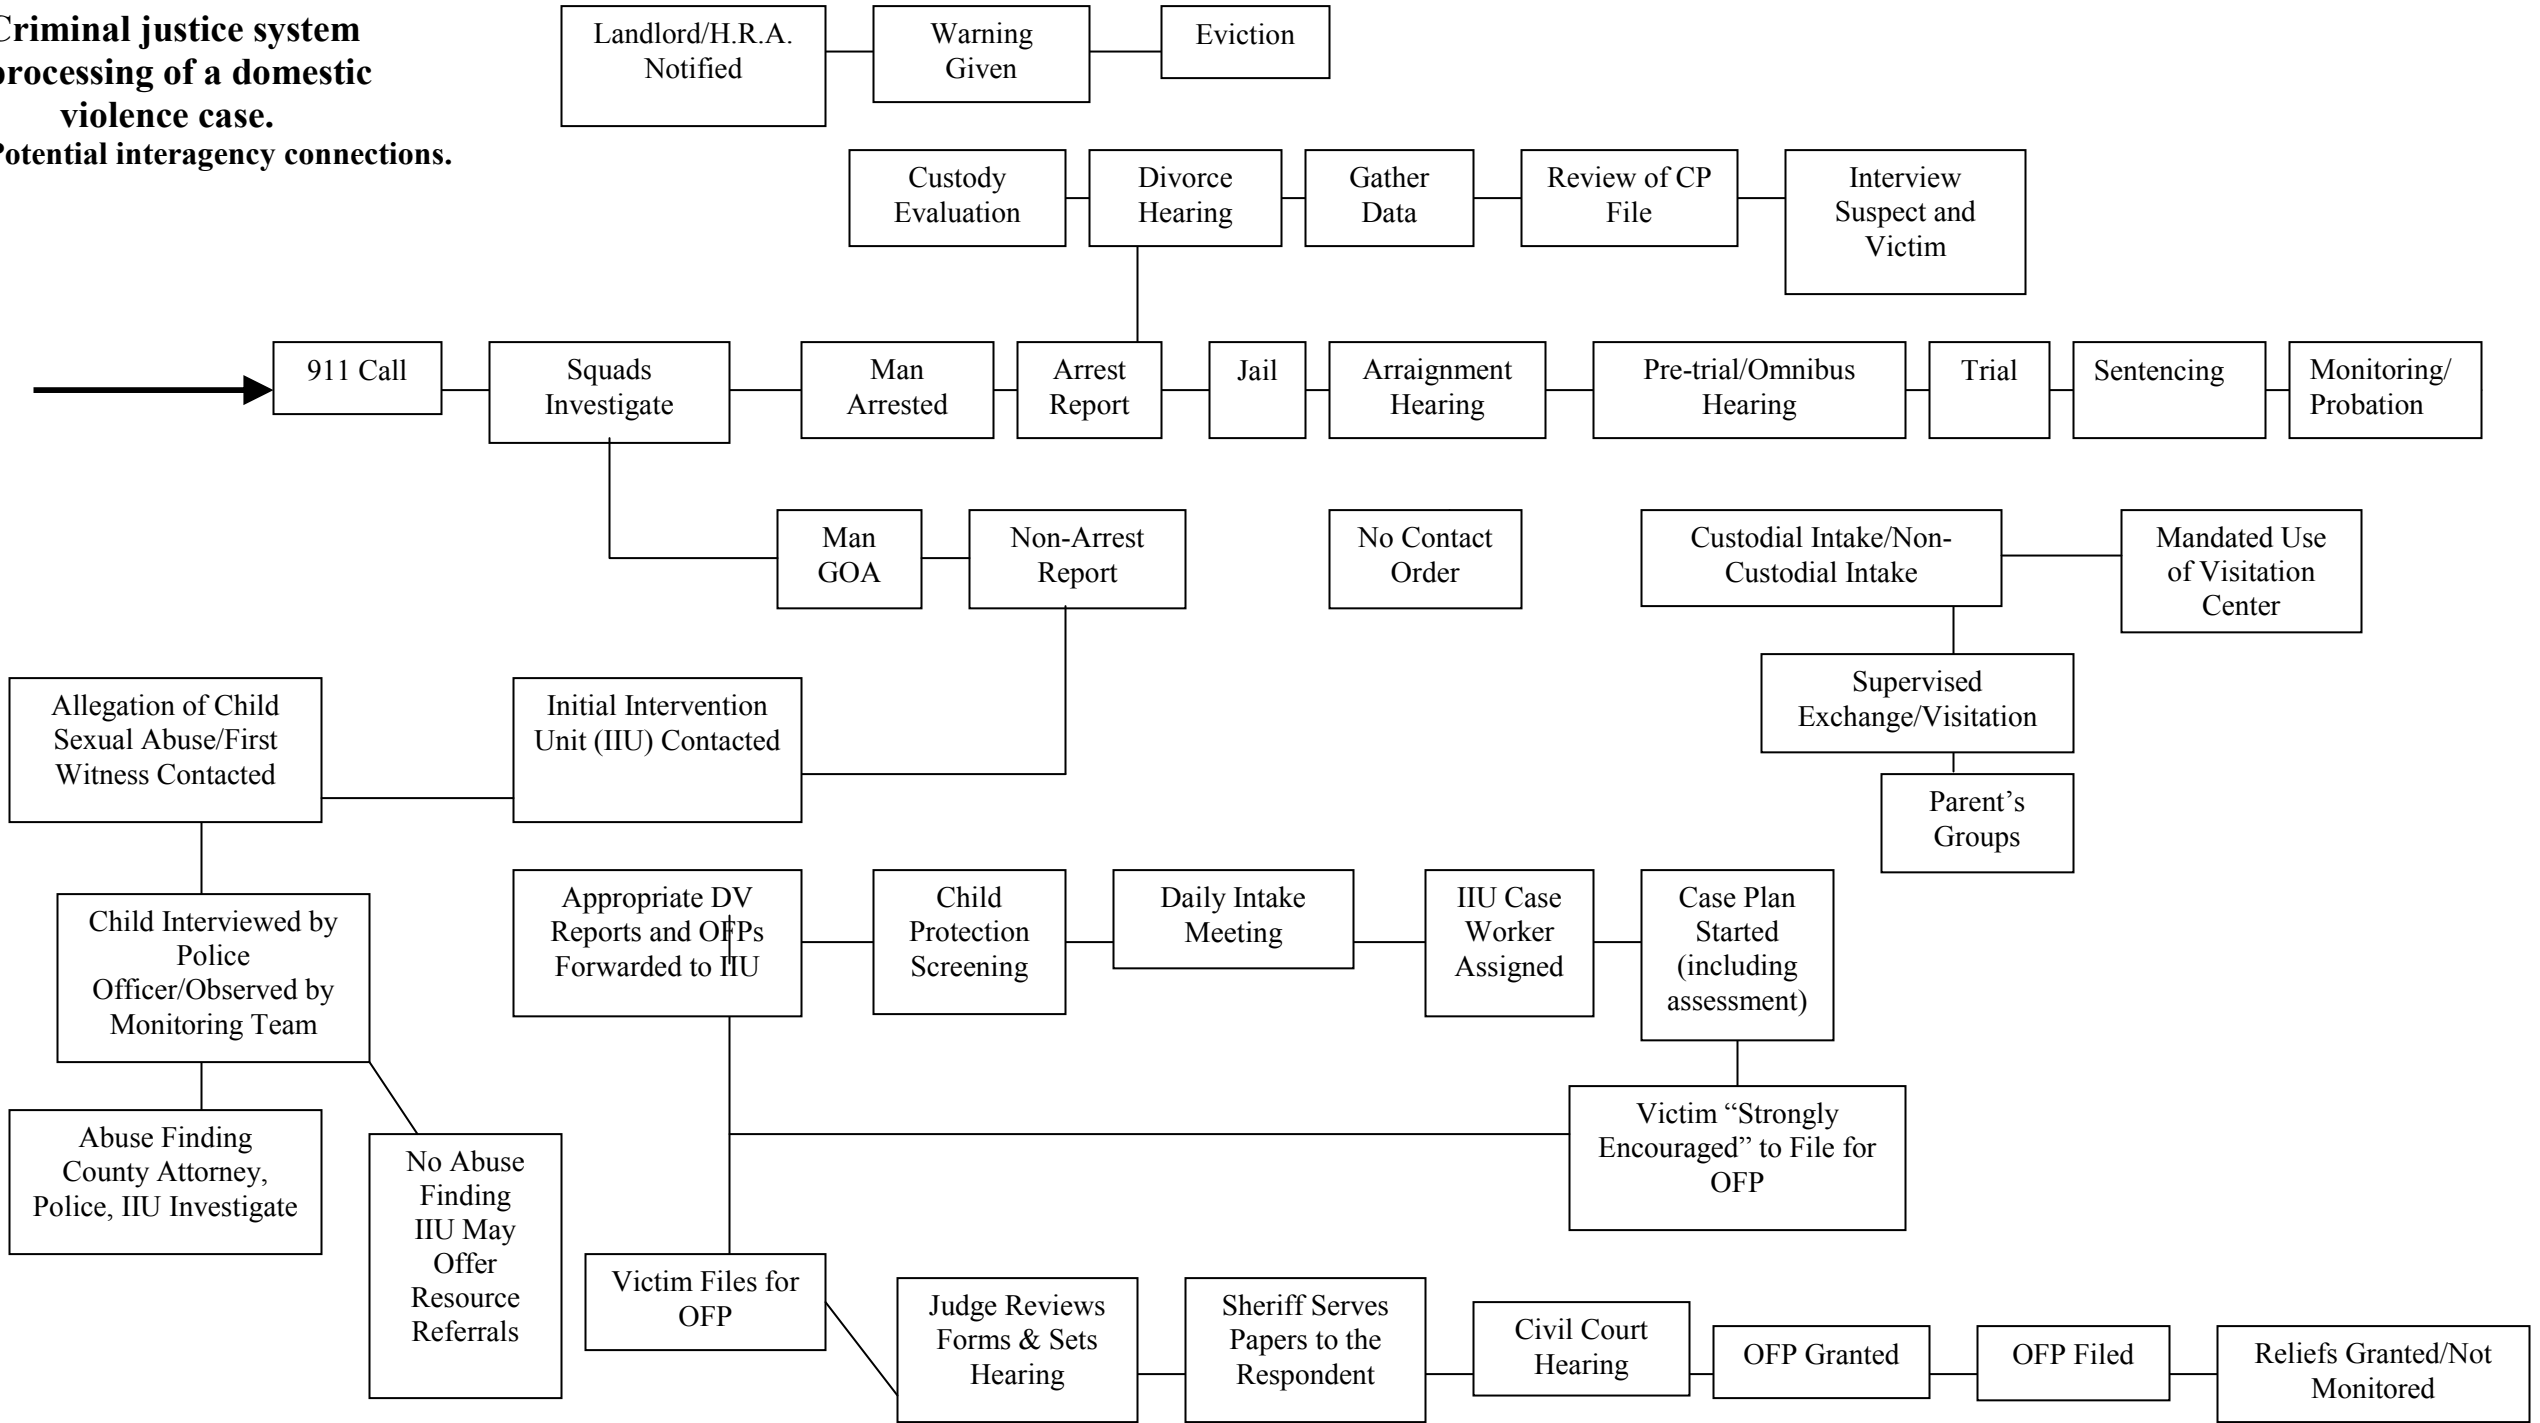 Criminal justice system
processing of a domestic
violence case.
Potential interagency connections.
Landlord/H.R.A.
Notified
Warning
Given
Eviction
Custody
Evaluation
Divorce
Hearing
Gather
Data
Review of CP
File
Interview
Suspect and
Victim
911 Call
Squads
Investigate
Man
Arrested
Arrest
Report
Jail
Arraignment
Hearing
Pre-trial/Omnibus
Hearing
Trial
Sentencing
Monitoring/
Probation
Man
GOA
Non-Arrest
Report
No Contact
Order
Custodial Intake/Non-
Custodial Intake
Mandated Use
of Visitation
Center
Supervised
Exchange/Visitation
Parent’s
Groups
Allegation of Child
Sexual Abuse/First
Witness Contacted
Initial Intervention
Unit (IIU) Contacted
Child Interviewed by
Police
Officer/Observed by
Monitoring Team
Appropriate DV
Reports and OFPs
Forwarded to IIU
Child
Protection
Screening
Daily Intake
Meeting
IIU Case
Worker
Assigned
Case Plan
Started
(including
assessment)
Abuse Finding
County Attorney,
Police, IIU Investigate
No Abuse
Finding
IIU May
Offer
Resource
Referrals
Victim “Strongly
Encouraged” to File for
OFP
Victim Files for
OFP
Judge Reviews
Forms & Sets
Hearing
Sheriff Serves
Papers to the
Respondent
Civil Court
Hearing
OFP Granted
OFP Filed
Reliefs Granted/Not
Monitored